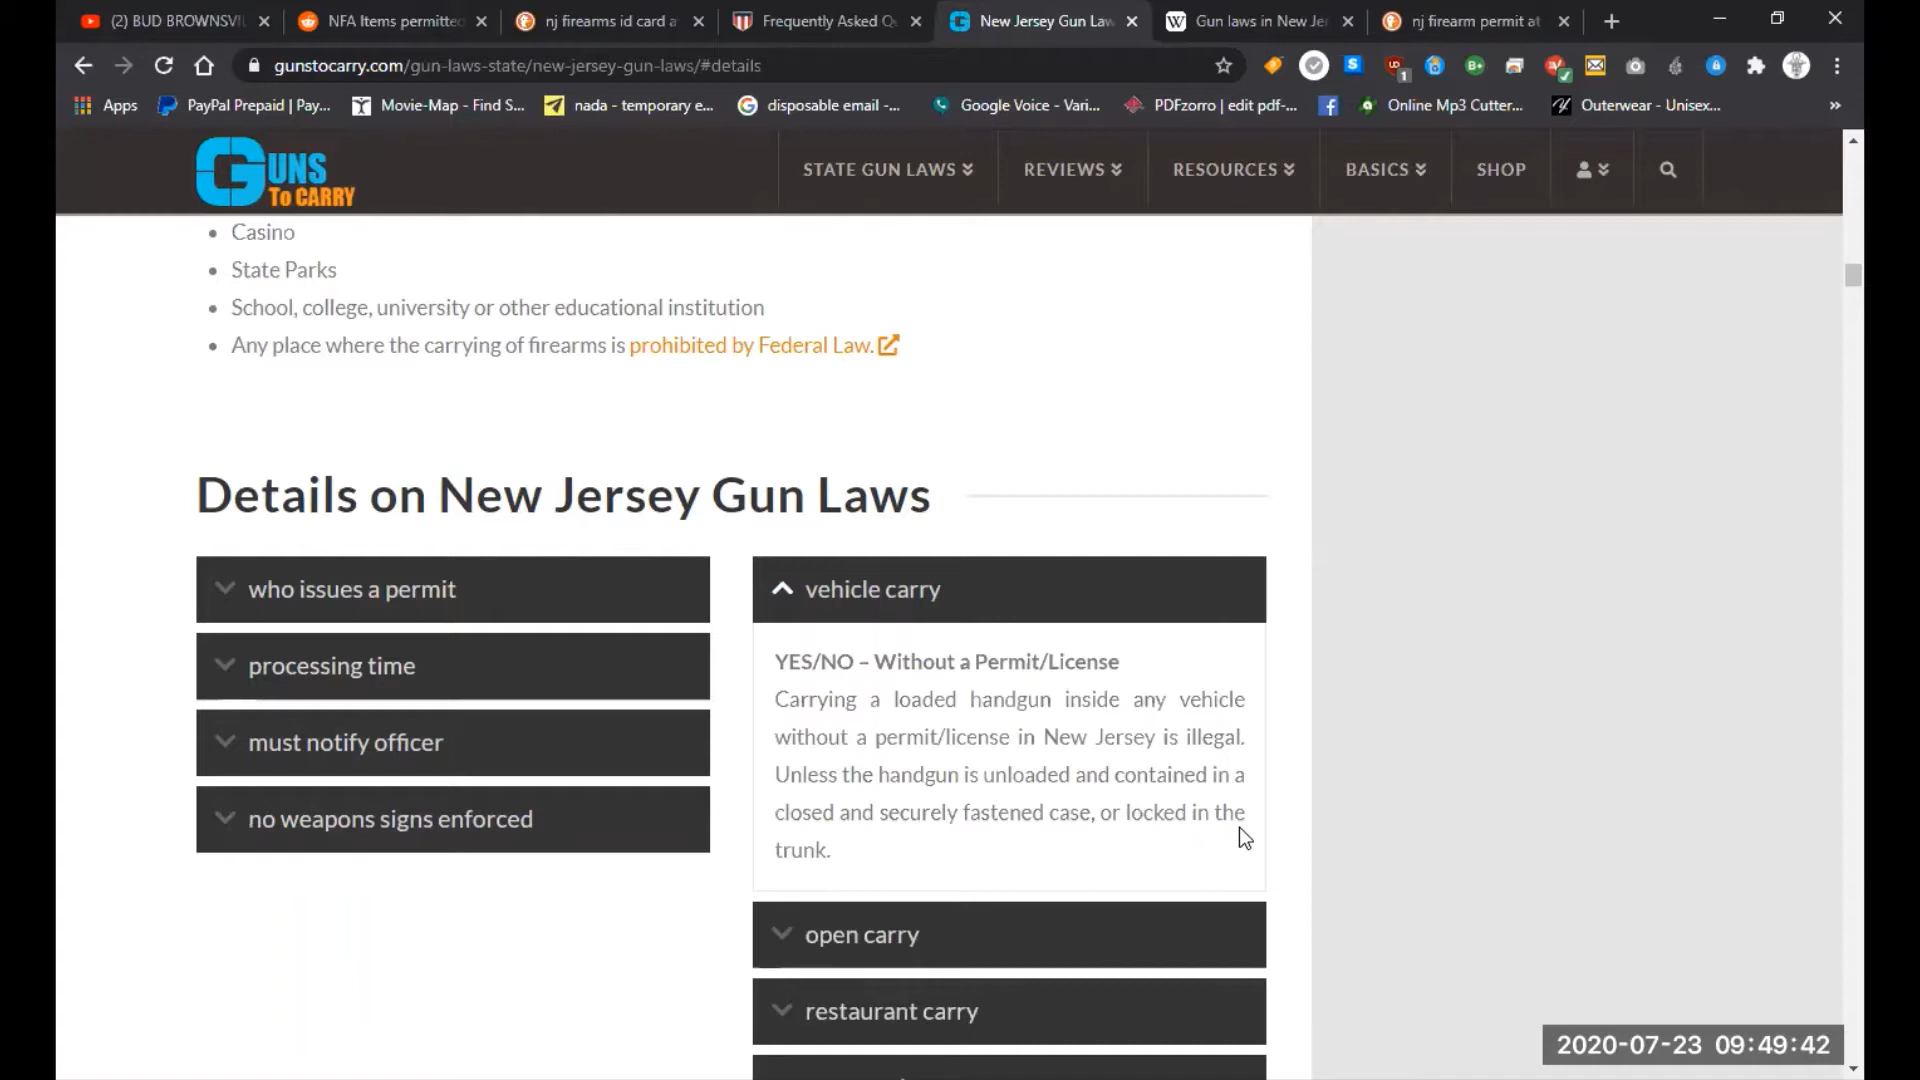 (2) BUD BROWNSVI
NFA Items permitted
nj firearms id card a
Frequently Asked Q
New Jersey Gun Law
Gun laws in New Je
nj firearm permit at
gunstocarry.com/gun-laws-state/new-jersey-gun-laws/#details
Apps
PayPal Prepaid | Pay...
Movie-Map - Find S...
nada - temporary e...
disposable email -...
Google Voice - Vari...
PDFzorro | edit pdf-...
Online Mp3 Cutter...
Outerwear - Unisex...
GUNS
To CARRY
STATE GUN LAWS
REVIEWS
RESOURCES
BASICS
SHOP
• Casino
• State Parks
• School, college, university or other educational institution
• Any place where the carrying of firearms is prohibited by Federal Law.
Details on New Jersey Gun Laws
who issues a permit
processing time
must notify officer
no weapons signs enforced
vehicle carry
YES/NO – Without a Permit/License
Carrying a loaded handgun inside any vehicle
without a permit/license in New Jersey is illegal.
Unless the handgun is unloaded and contained in a
closed and securely fastened case, or locked in the
trunk.
open carry
restaurant carry
2020-07-23 09:49:42